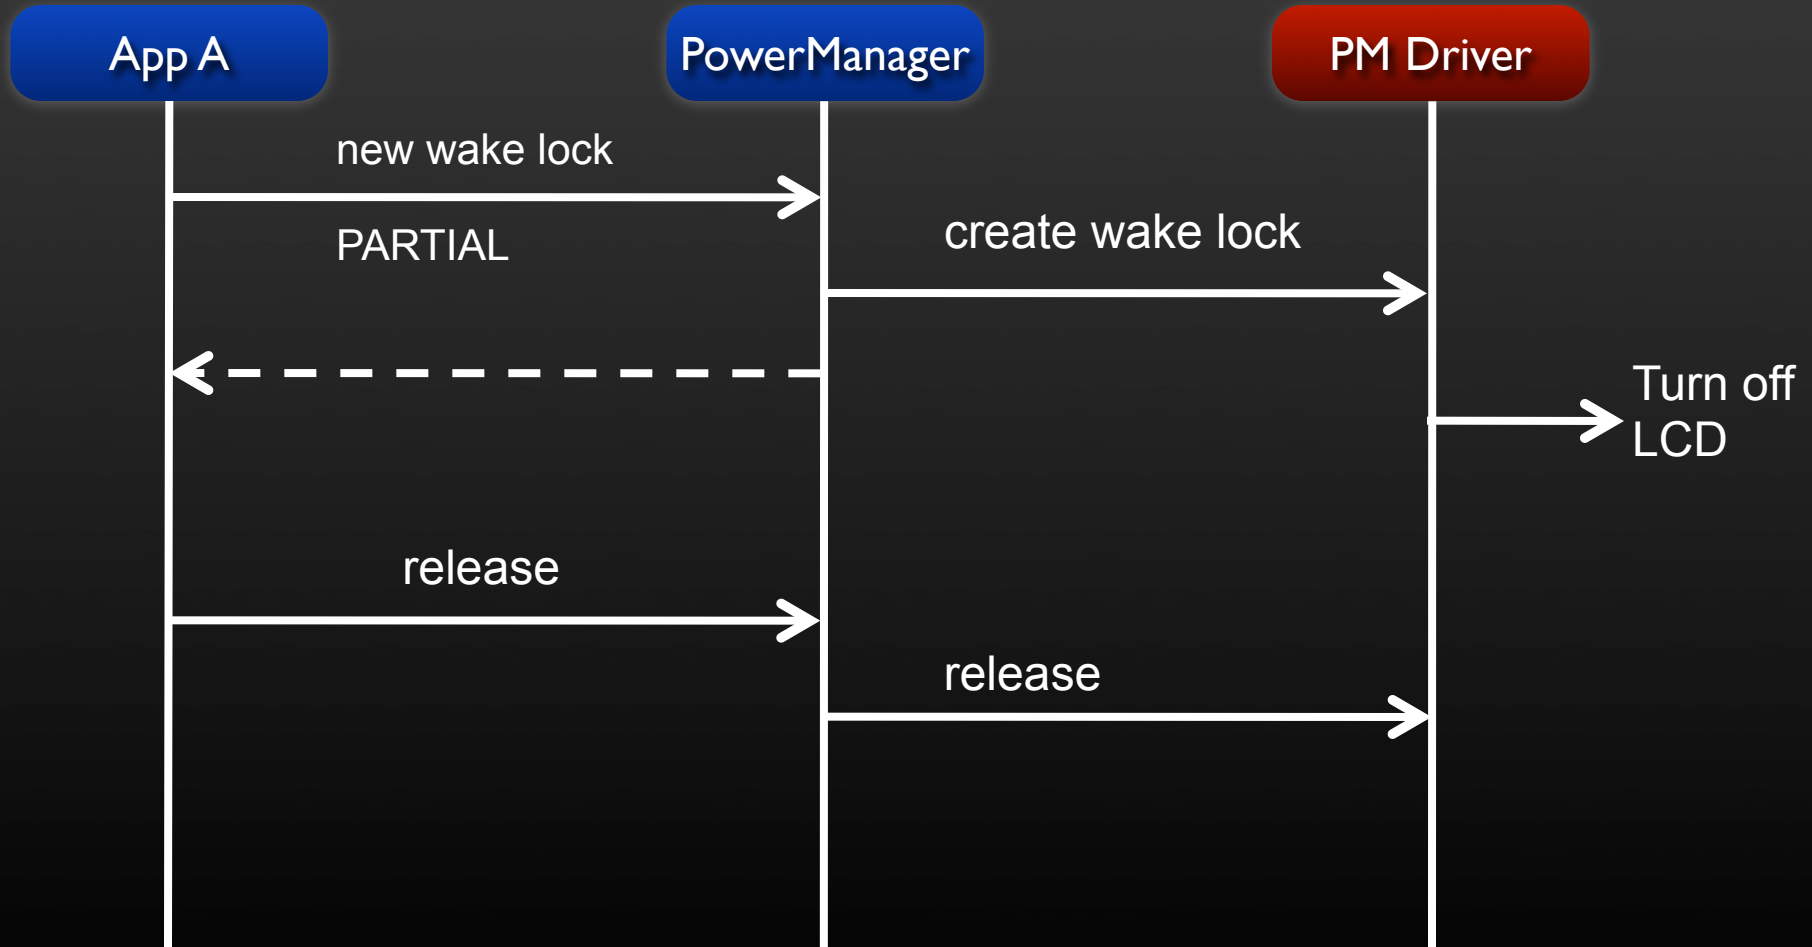 App A
PowerManager
PM Driver
new wake lock
PARTIAL
create wake lock
Turn off
LCD
release
release